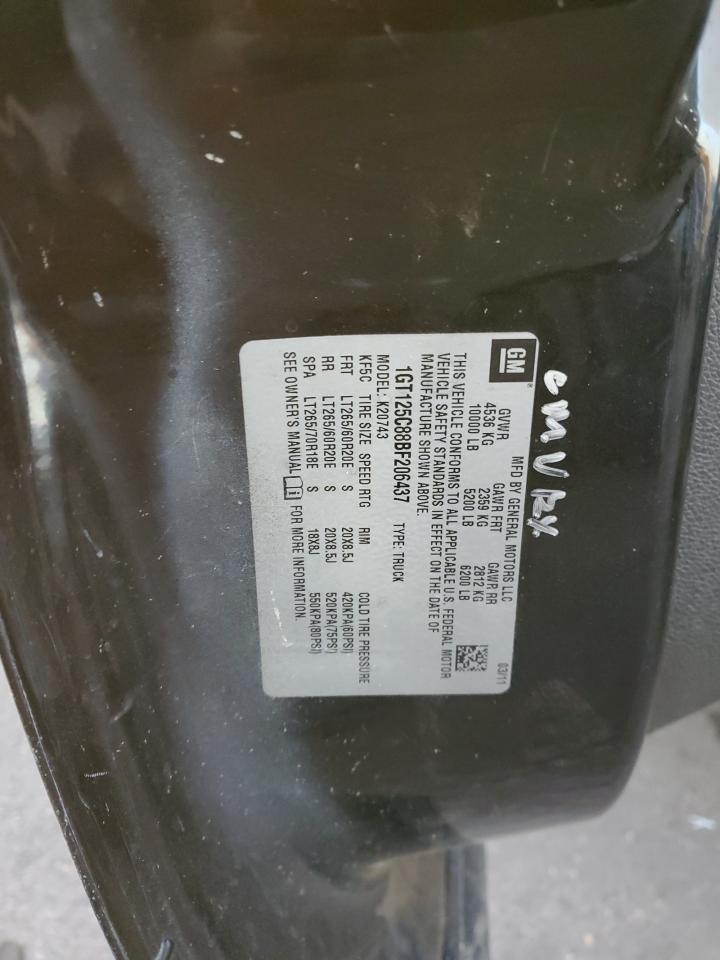 GM®
MFD BY GENERAL MOTORS LLC 03/11
GVWR GAWR FRT GAWR RR
4536 KG 2359 KG 2812 KG
10000 LB 5200 LB 6200 LB
THIS VEHICLE CONFORMS TO ALL APPLICABLE U.S. FEDERAL MOTOR
VEHICLE SAFETY STANDARDS IN EFFECT ON THE DATE OF
MANUFACTURE SHOWN ABOVE.
1GT125C88BF206437 TYPE: TRUCK
MODEL: K20743
KF5C TIRE SIZE SPEED RTG RIM COLD TIRE PRESSURE
FRT LT265/60R20E S 20X8.5J 420KPA(60PSI)
RR LT265/60R20E S 20X8.5J 520KPA(75PSI)
SPA LT265/70R18E S 18X8J 550KPA(80PSI)
SEE OWNER'S MANUAL FOR MORE INFORMATION.